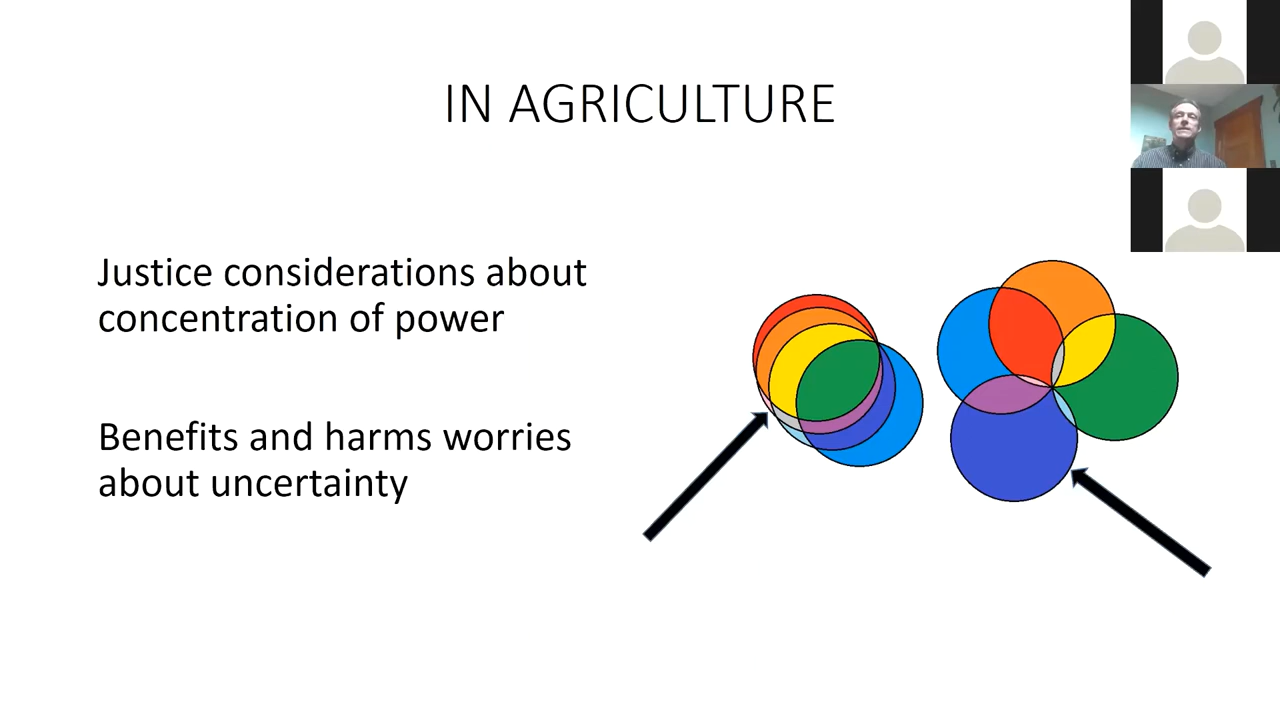 IN AGRICULTURE
Justice considerations about
concentration of power
Benefits and harms worries
about uncertainty